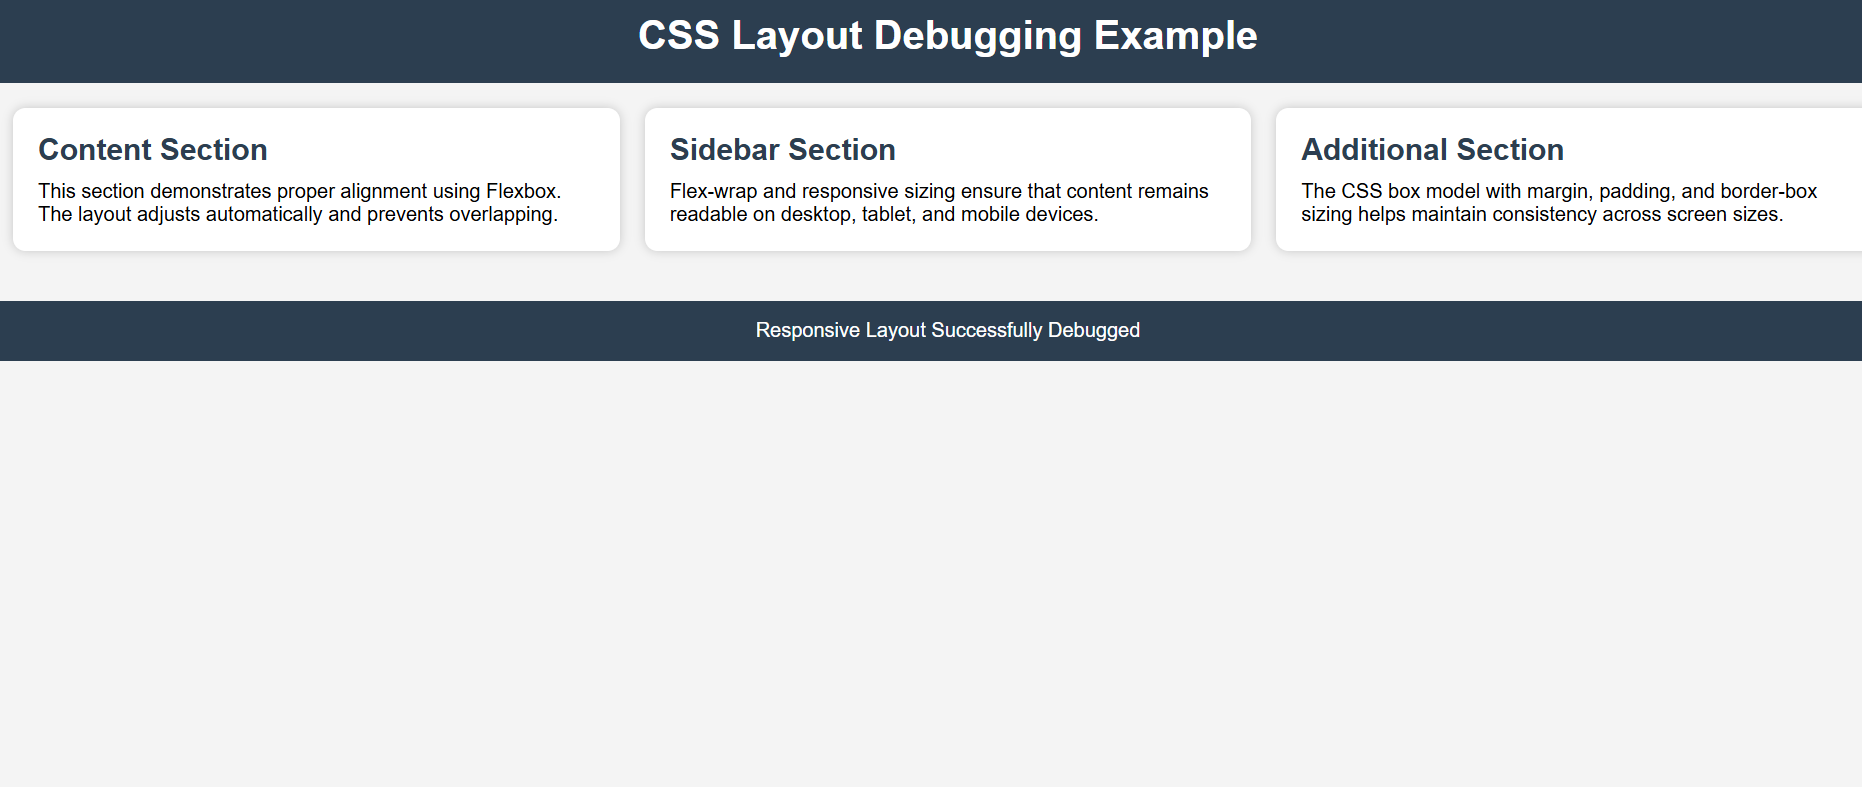 CSS Layout Debugging Example
Content Section
This section demonstrates proper alignment using Flexbox.
The layout adjusts automatically and prevents overlapping.
Sidebar Section
Flex-wrap and responsive sizing ensure that content remains
readable on desktop, tablet, and mobile devices.
Additional Section
The CSS box model with margin, padding, and border-box
sizing helps maintain consistency across screen sizes.
Responsive Layout Successfully Debugged